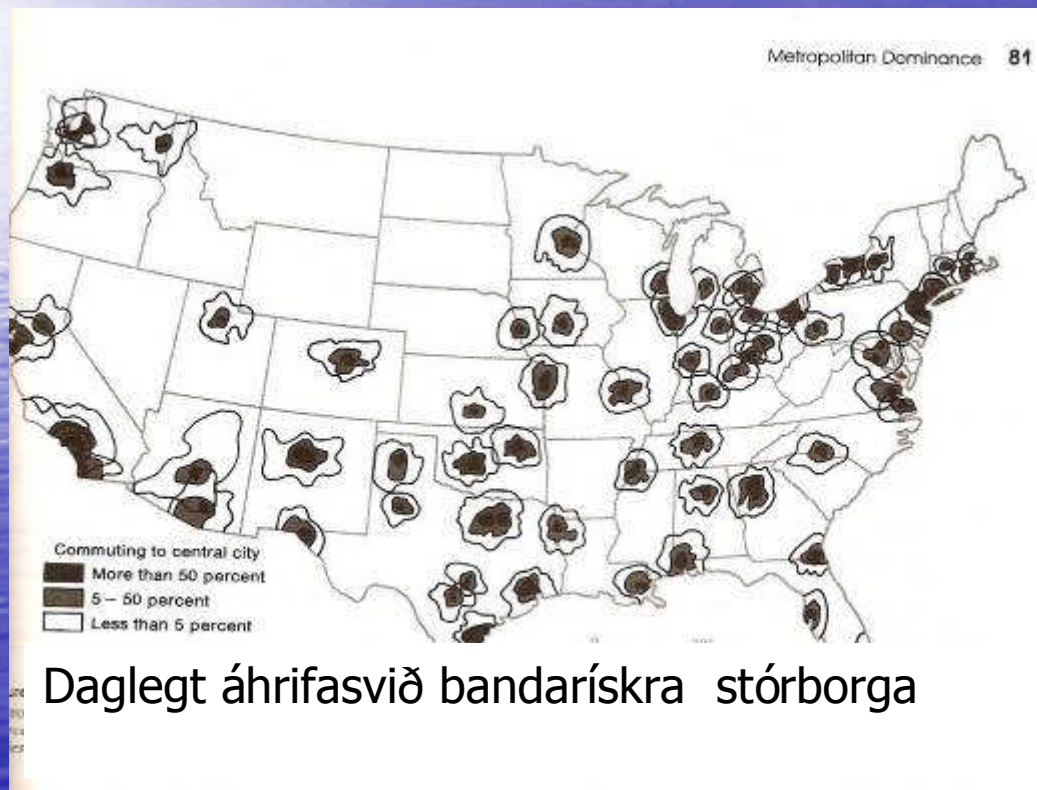 Metropolitan Dominance 81
Commuting to central city
More than 50 percent
5 – 50 percent
Less than 5 percent
Daglegt áhrifasvið bandarískra stórborga